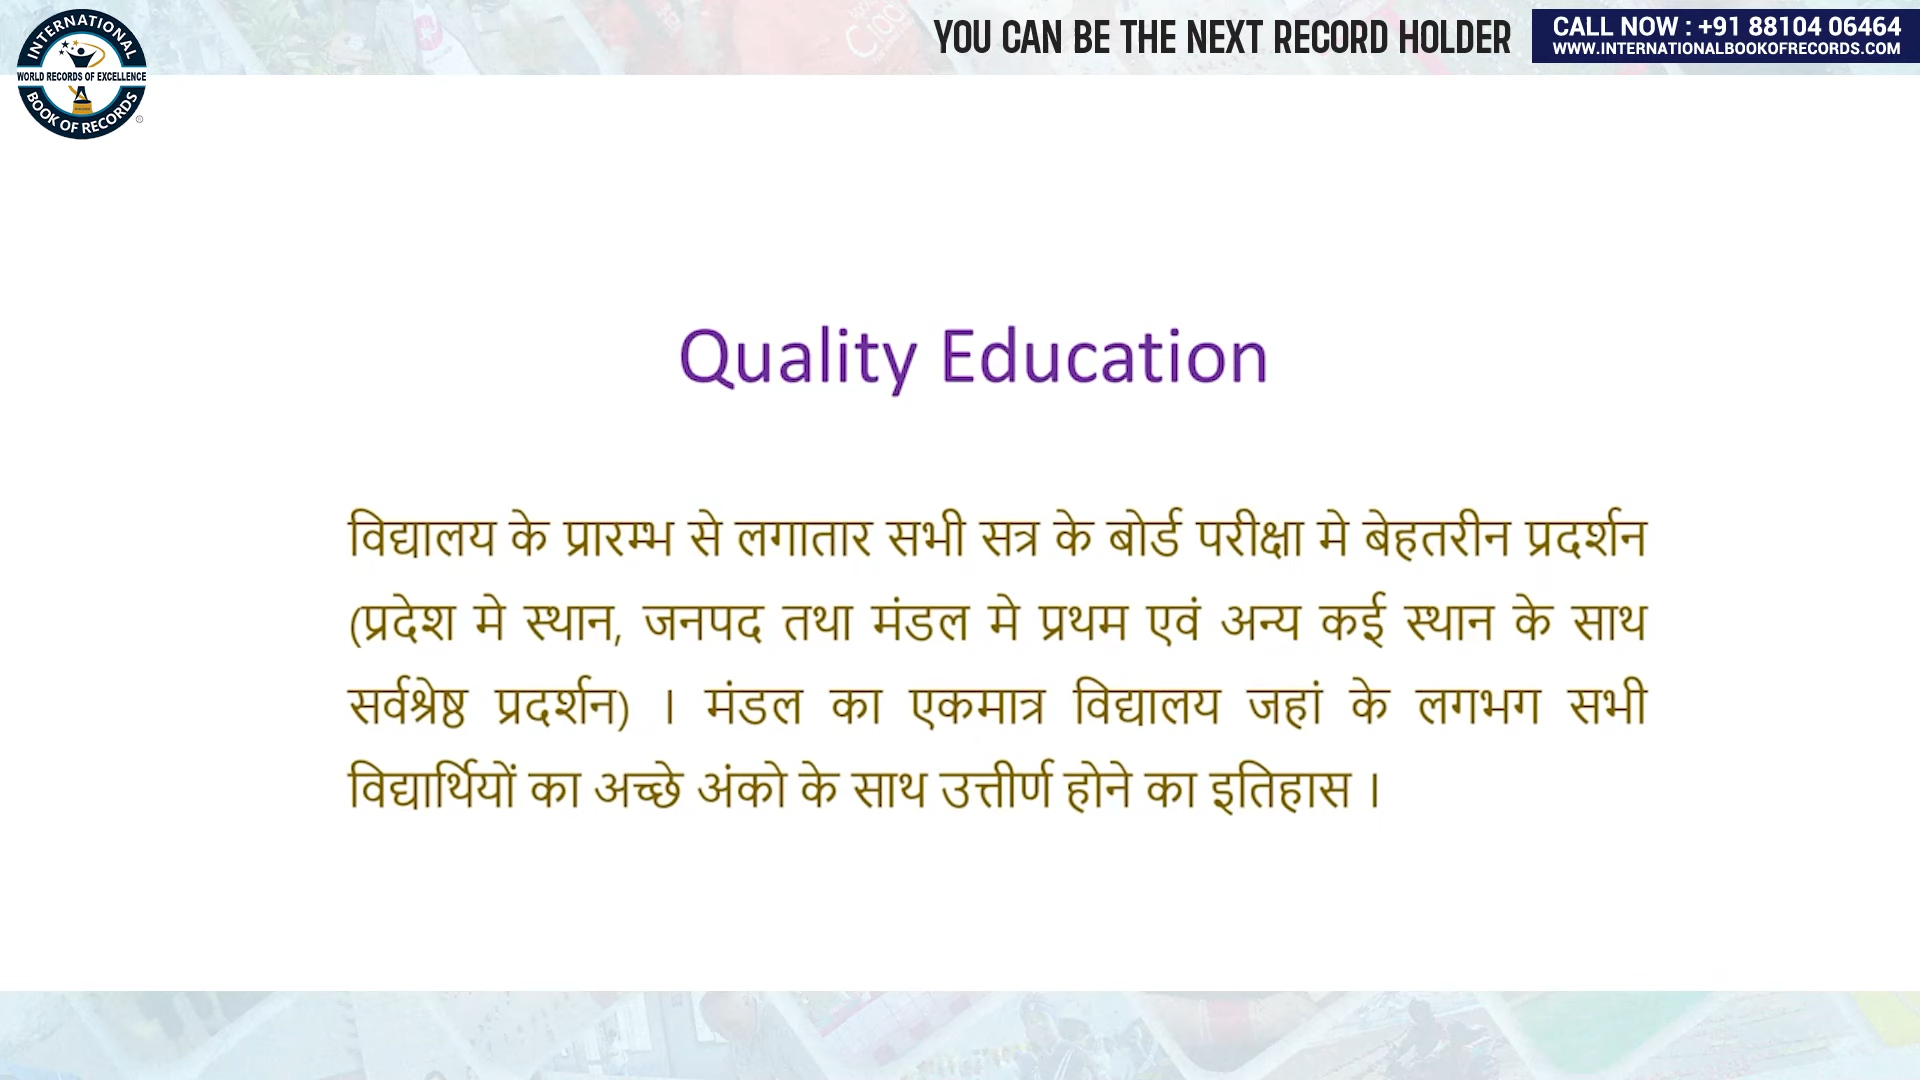 INTERNATIONAL
WORLD RECORDS OF EXCELLENCE
BOOK OF RECORDS
YOU CAN BE THE NEXT RECORD HOLDER
CALL NOW : +91 88104 06464
WWW.INTERNATIONALBOOKOFRECORDS.COM
Quality Education
विद्यालय के प्रारम्भ से लगातार सभी सत्र के बोर्ड परीक्षा मे बेहतरीन प्रदर्शन
(प्रदेश मे स्थान, जनपद तथा मंडल मे प्रथम एवं अन्य कई स्थान के साथ
सर्वश्रेष्ठ प्रदर्शन) । मंडल का एकमात्र विद्यालय जहां के लगभग सभी
विद्यार्थियों का अच्छे अंको के साथ उत्तीर्ण होने का इतिहास ।